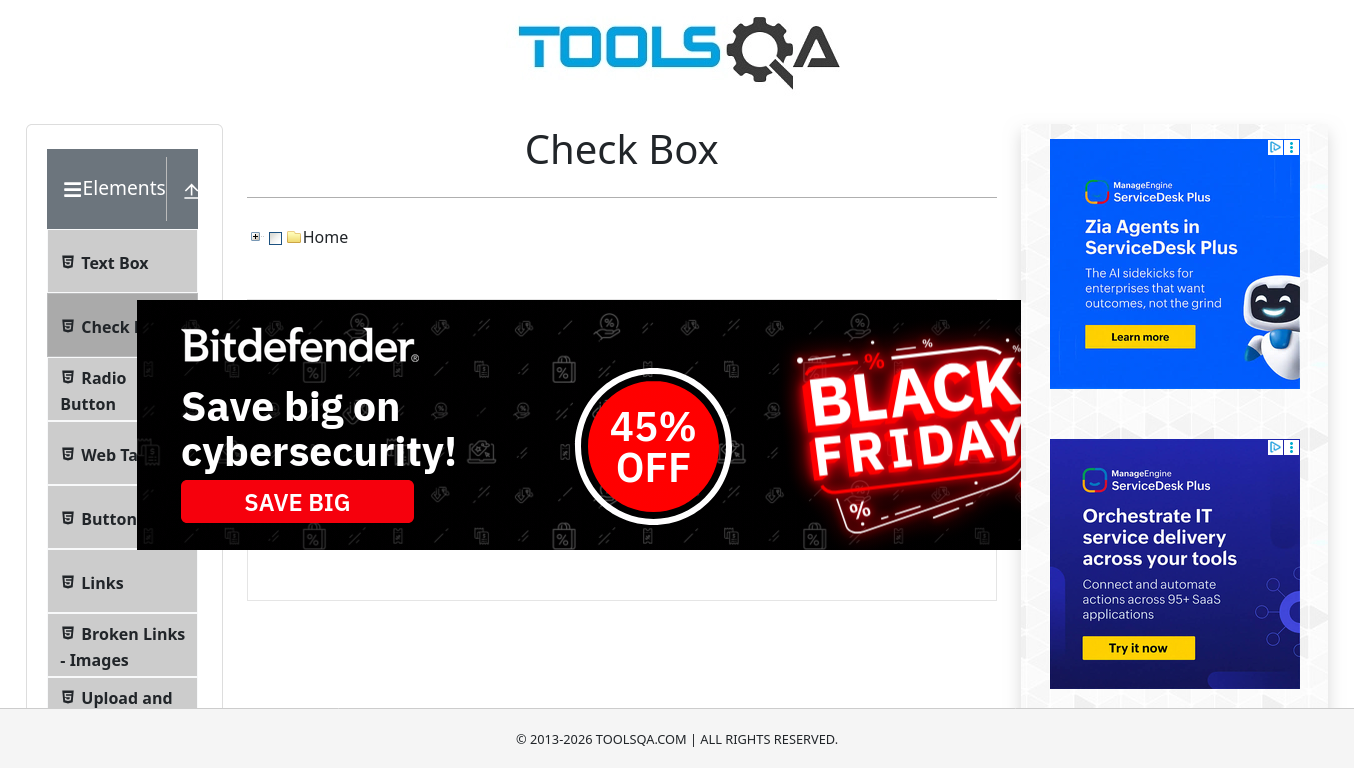 TOOLSQA
Elements
Text Box
Check
Radio
Button
Web Ta
Button
Links
Broken Links
- Images
Upload and
Check Box
Home
Bitdefender®
Save big on
cybersecurity!
SAVE BIG
45%
OFF
%
%
BLACK
FRIDAY
%
ManageEngine
ServiceDesk Plus
Zia Agents in
ServiceDesk Plus
The AI sidekicks for
enterprises that want
outcomes, not the grind
Learn more
ManageEngine
ServiceDesk Plus
Orchestrate IT
service delivery
across your tools
Connect and automate
actions across 95+ SaaS
applications
Try it now
© 2013-2026 TOOLSQA.COM | ALL RIGHTS RESERVED.